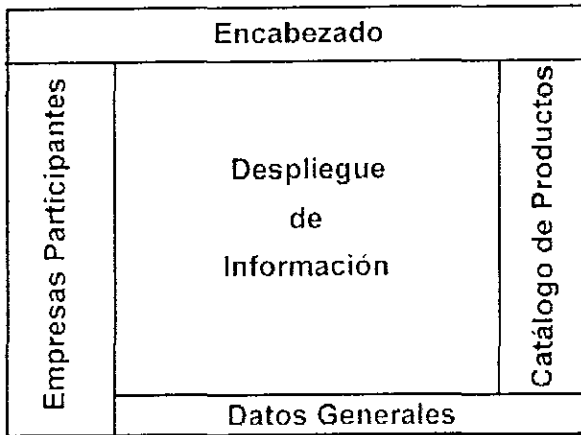 Encabezado
Empresas Participantes
Despliegue
de
Información
Catálogo de Productos
Datos Generales